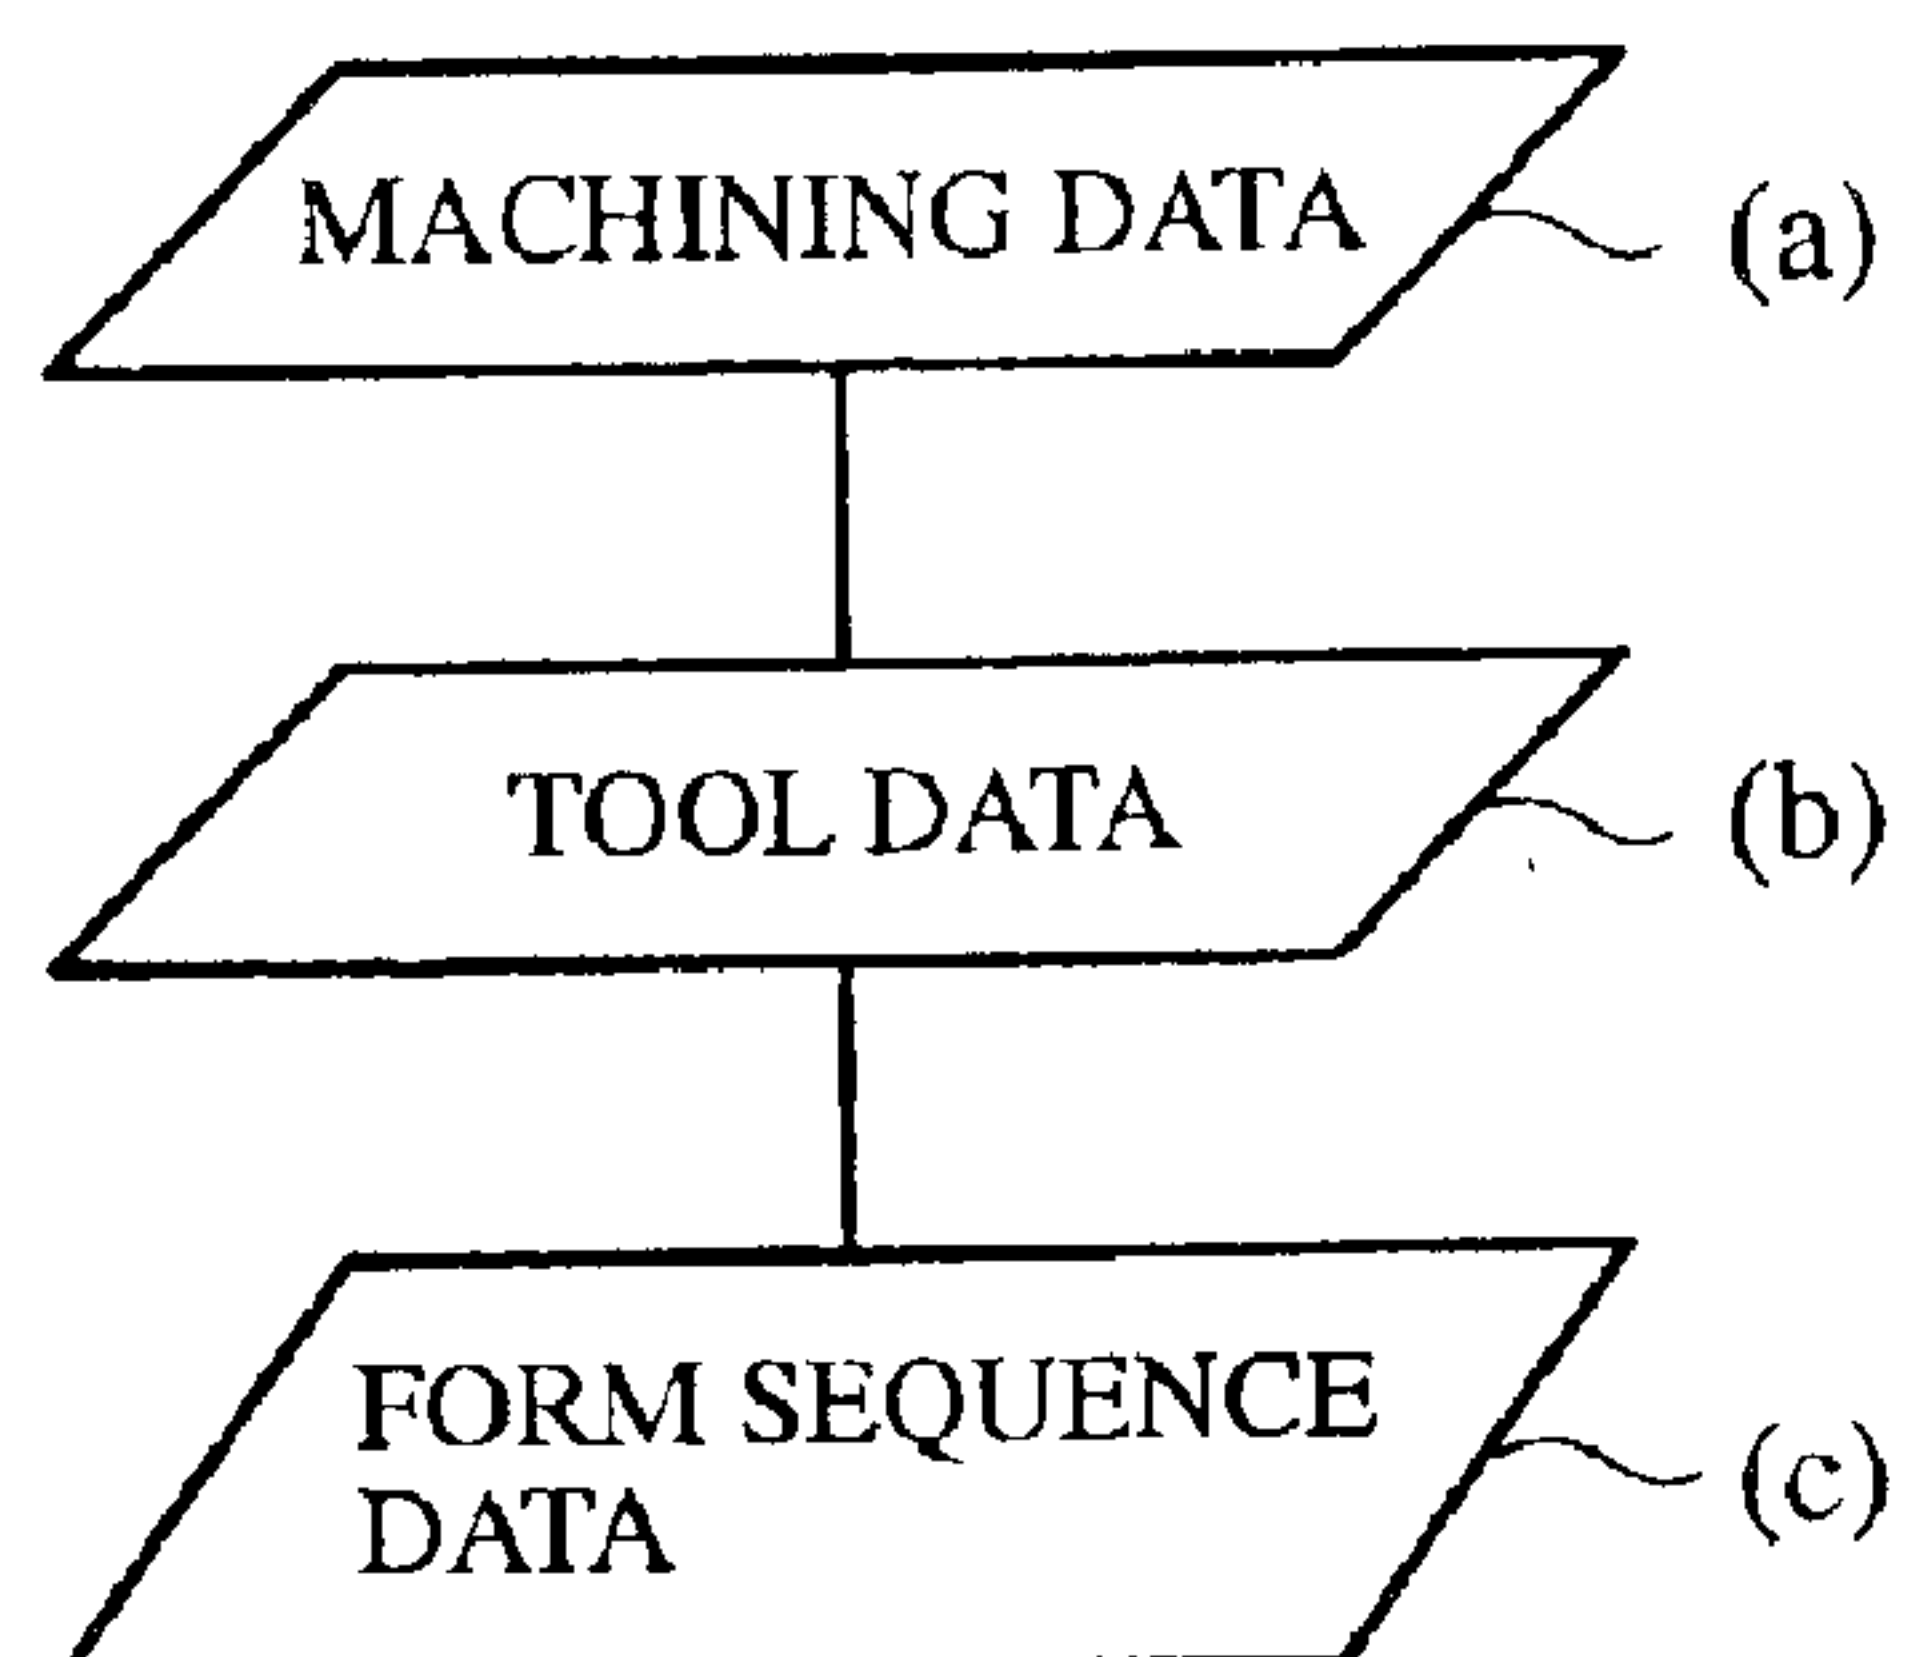 MACHINING DATA
(a)
TOOL DATA
(b)
FORM SEQUENCE
DATA
(c)